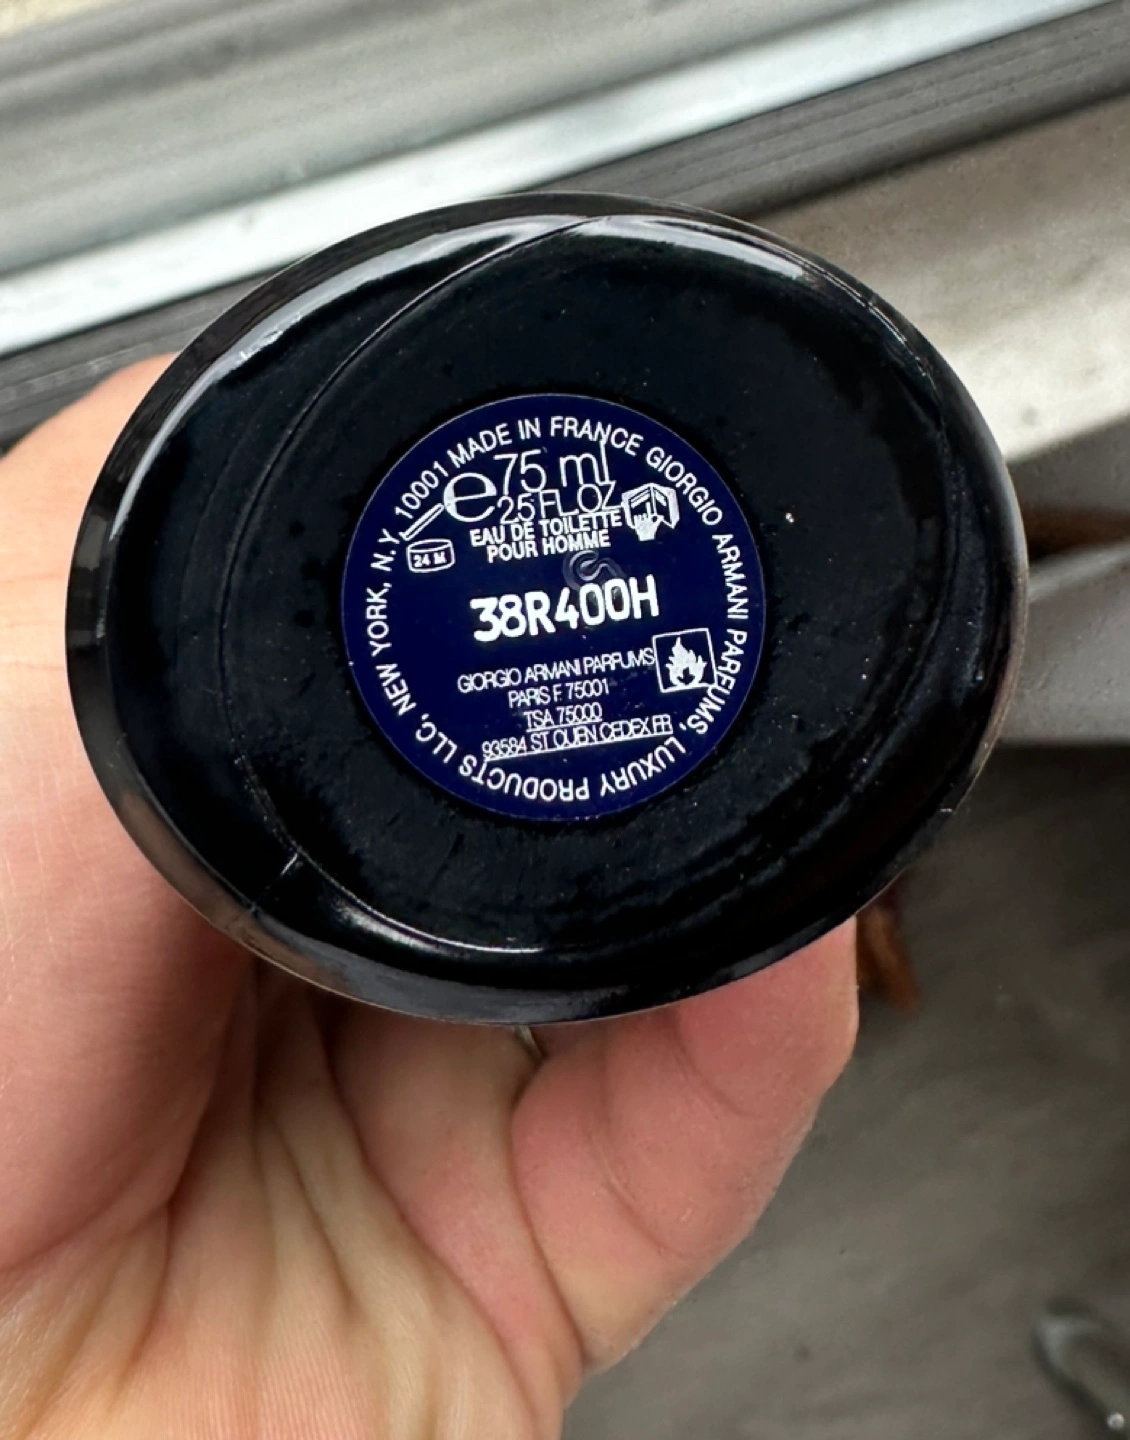 MADE IN FRANCE GIORGIO ARMANI PARFUMS, LUXURY PRODUCTS LLC, NEW YORK, N.Y. 10001
e 75 ml
2.5 FL.OZ
EAU DE TOILETTE
POUR HOMME
24 M
38R400H
GIORGIO ARMANI PARFUMS
PARIS F 75001
TSA 75000
93584 ST OUEN CEDEX FR